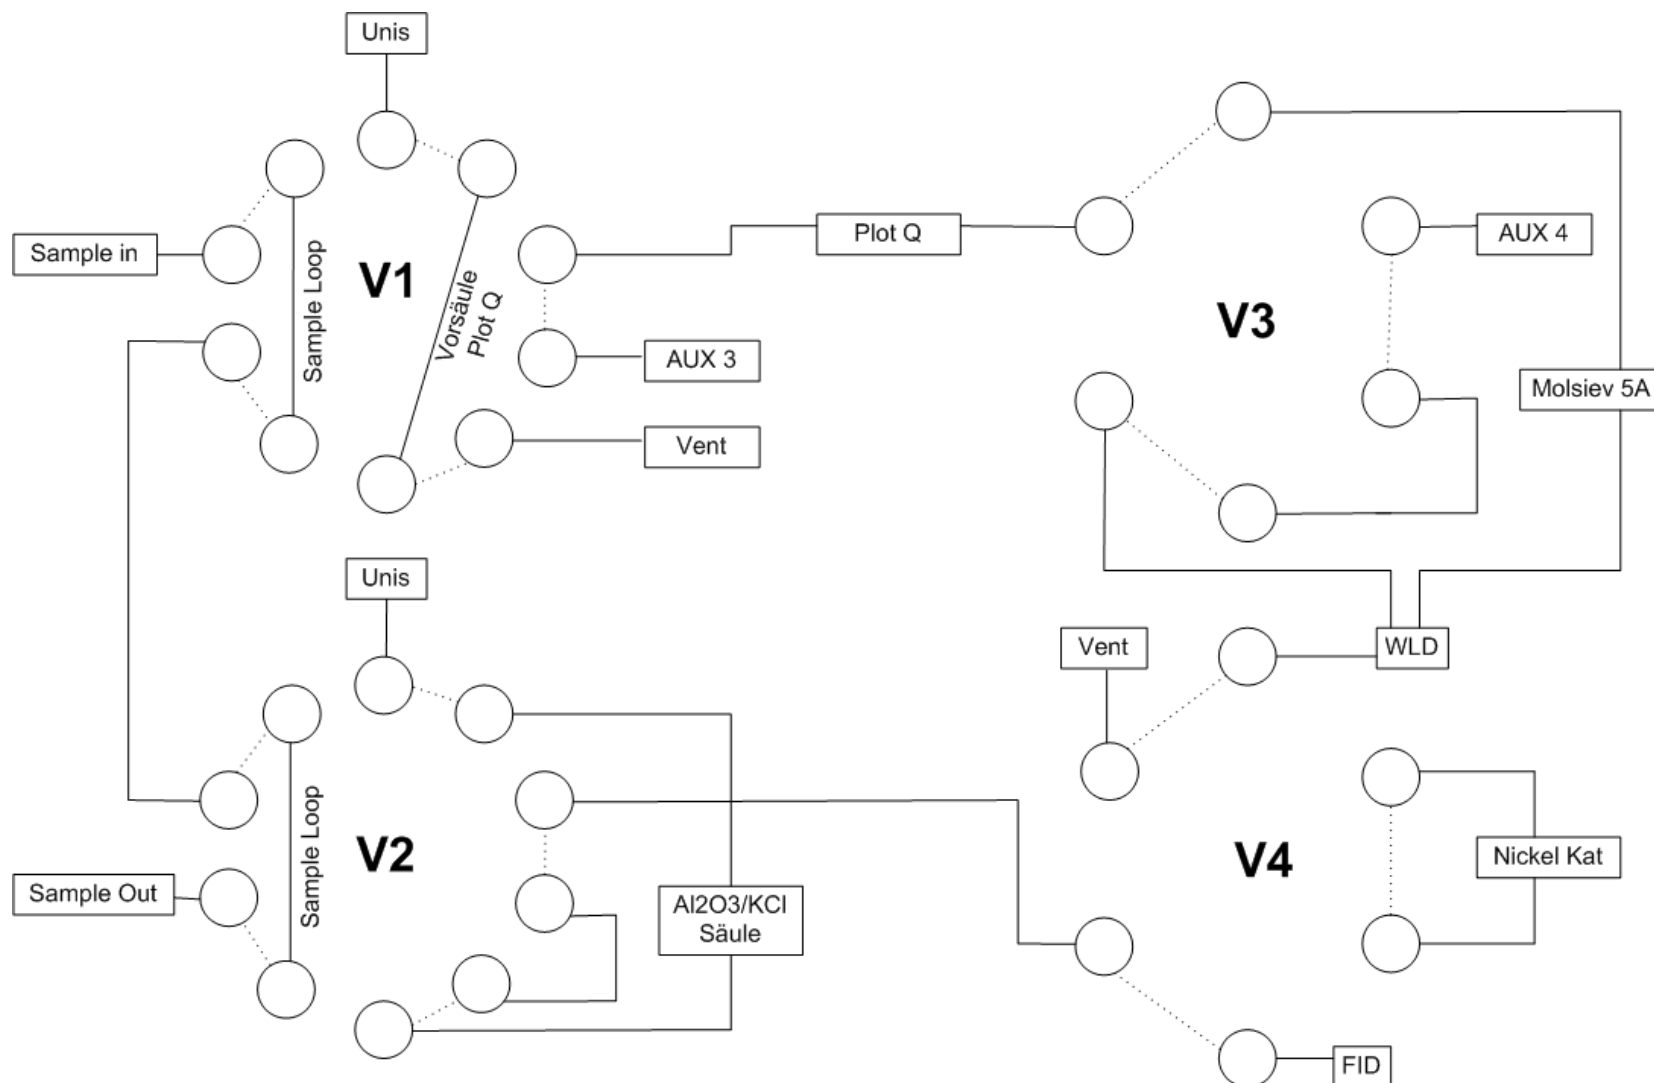 Unis
Sample in
Sample Loop
V1
Vorsäule
Plot Q
Plot Q
AUX 3
Vent
AUX 4
V3
Molsiev 5A
Unis
Vent
WLD
Sample Loop
V2
Sample Out
Al2O3/KCl
Säule
V4
Nickel Kat
FID